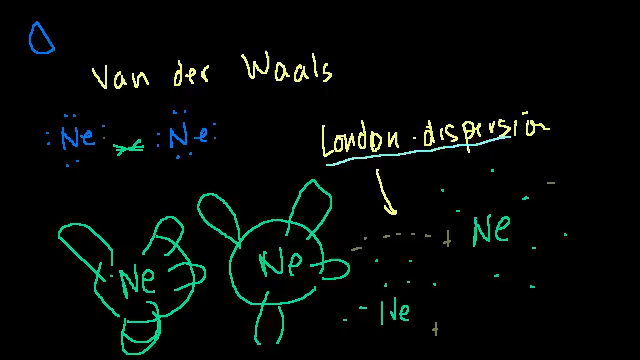 Van der Waals
:Ne: :Ne:
London dispersion
Ne Ne Ne
Ne